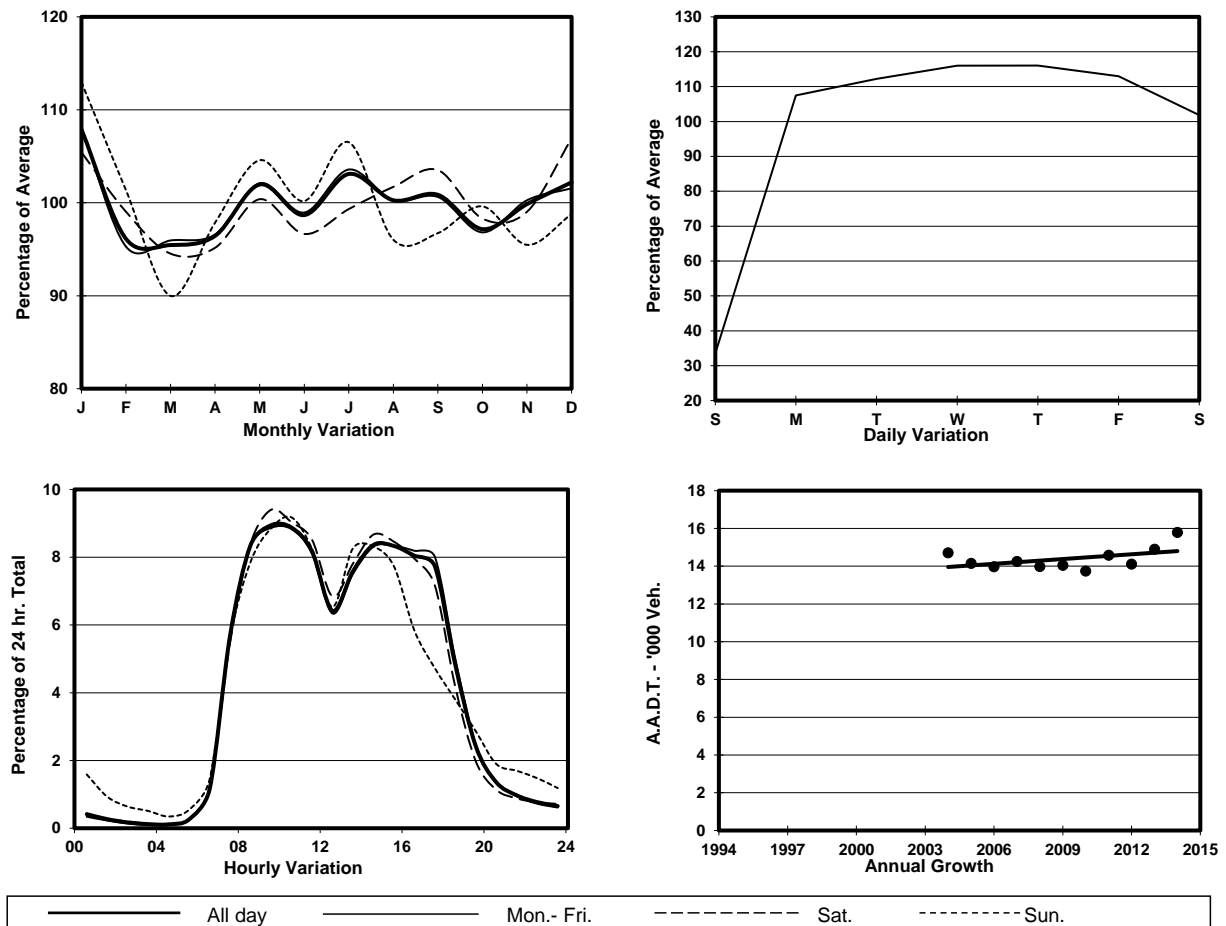 120
110
100
90
80
Percentage of Average
J F M A M J J A S O N D
Monthly Variation
130
120
110
100
90
80
70
60
50
40
30
20
Percentage of Average
S M T W T F S
Daily Variation
10
8
6
4
2
0
Percentage of 24 hr. Total
00 04 08 12 16 20 24
Hourly Variation
18
16
14
12
10
8
6
4
2
0
A.A.D.T. - '000 Veh.
1994 1997 2000 2003 2006 2009 2012 2015
Annual Growth
All day Mon.- Fri. Sat. Sun.